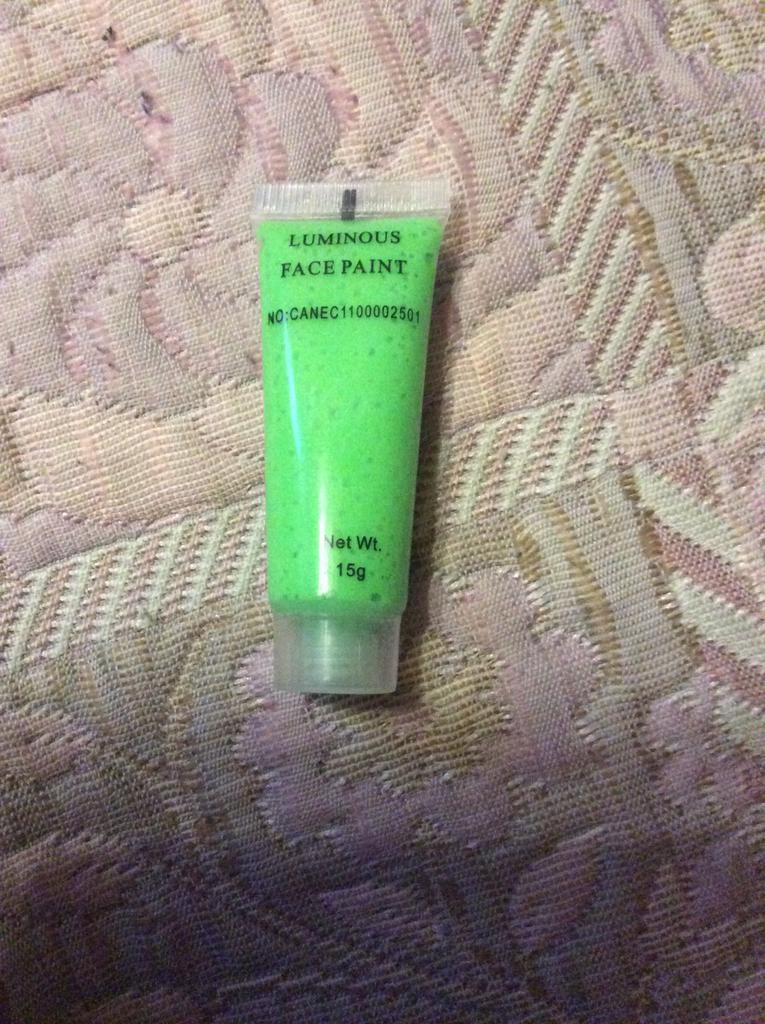 LUMINOUS
FACE PAINT
NO:CANEC1100002501
Net Wt.
15g